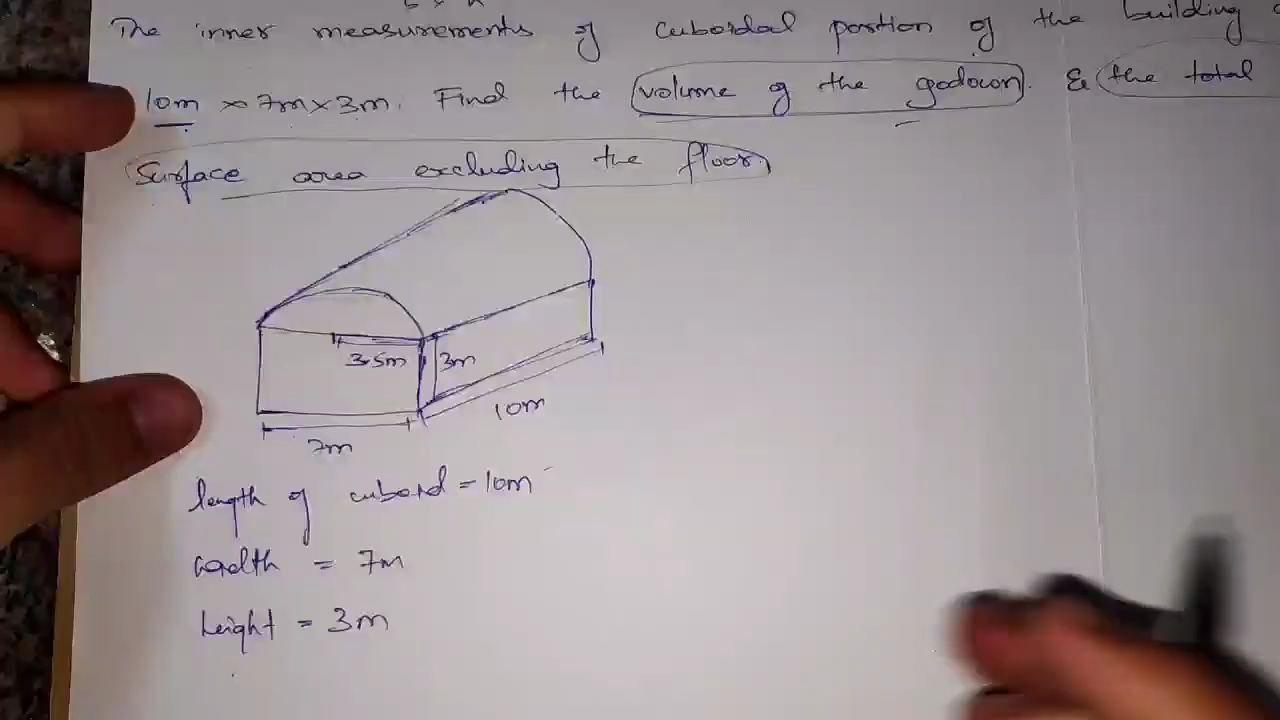 The inner measurements of cuboidal portion of the building
10m x 7m x 3m. Find the volume of the godown. & the total
surface area excluding the floor.
3.5m
3m
10m
7m
length of cuboid = 10m
width = 7m
height = 3m